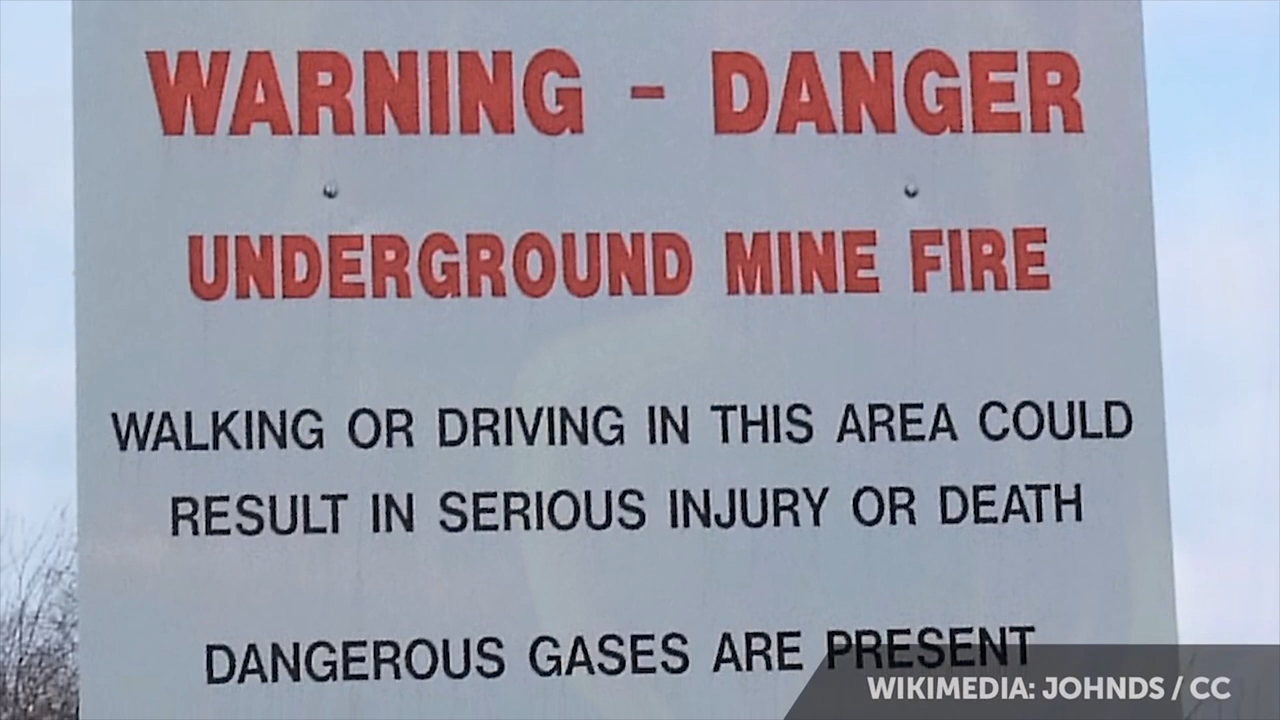 WARNING - DANGER
UNDERGROUND MINE FIRE
WALKING OR DRIVING IN THIS AREA COULD
RESULT IN SERIOUS INJURY OR DEATH
DANGEROUS GASES ARE PRESENT
WIKIMEDIA: JOHNDS / CC